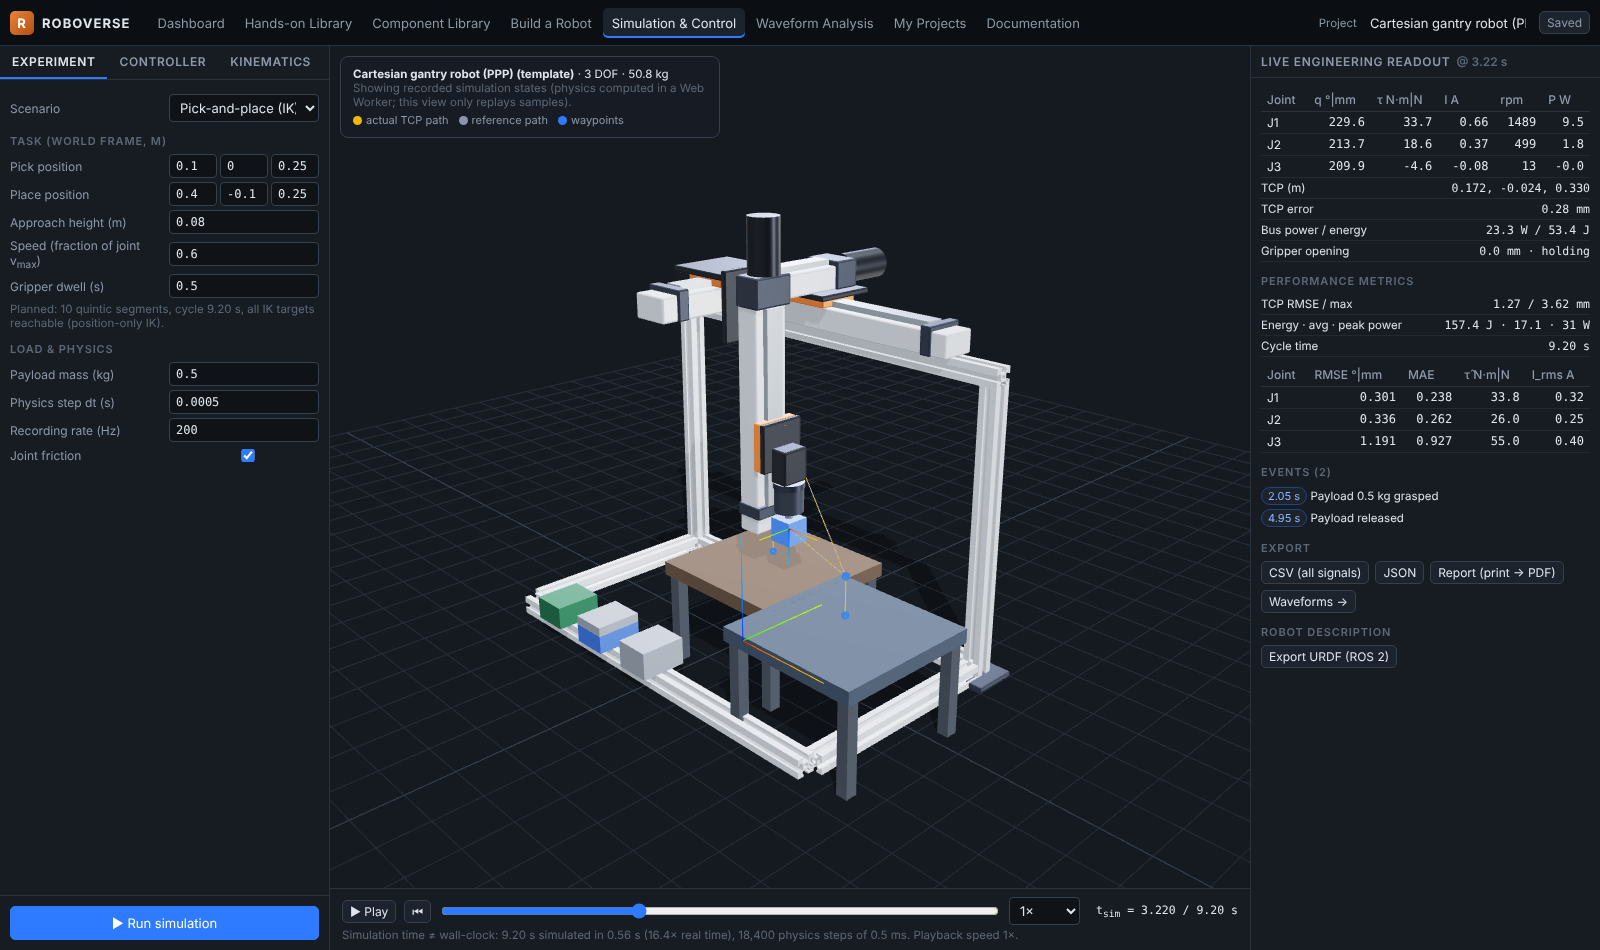 R ROBOVERSE Dashboard Hands-on Library Component Library Build a Robot Simulation & Control Waveform Analysis My Projects Documentation Project Cartesian gantry robot (P Saved
EXPERIMENT CONTROLLER KINEMATICS
Scenario Pick-and-place (IK)
TASK (WORLD FRAME, M)
Pick position 0.1 0 0.25
Place position 0.4 -0.1 0.25
Approach height (m) 0.08
Speed (fraction of joint
vmax) 0.6
Gripper dwell (s) 0.5
Planned: 10 quintic segments, cycle 9.20 s, all IK targets
reachable (position-only IK).
LOAD & PHYSICS
Payload mass (kg) 0.5
Physics step dt (s) 0.0005
Recording rate (Hz) 200
Joint friction
▶ Run simulation
Cartesian gantry robot (PPP) (template) · 3 DOF · 50.8 kg
Showing recorded simulation states (physics computed in a Web
Worker; this view only replays samples).
actual TCP path reference path waypoints
▶ Play ⏮ 1× tsim = 3.220 / 9.20 s
Simulation time ≠ wall-clock: 9.20 s simulated in 0.56 s (16.4× real time), 18,400 physics steps of 0.5 ms. Playback speed 1×.
LIVE ENGINEERING READOUT @ 3.22 s
Joint q °|mm τ N·m|N I A rpm P W
J1 229.6 33.7 0.66 1489 9.5
J2 213.7 18.6 0.37 499 1.8
J3 209.9 -4.6 -0.08 13 -0.0
TCP (m) 0.172, -0.024, 0.330
TCP error 0.28 mm
Bus power / energy 23.3 W / 53.4 J
Gripper opening 0.0 mm · holding
PERFORMANCE METRICS
TCP RMSE / max 1.27 / 3.62 mm
Energy · avg · peak power 157.4 J · 17.1 · 31 W
Cycle time 9.20 s
Joint RMSE °|mm MAE τ̂ N·m|N I_rms A
J1 0.301 0.238 33.8 0.32
J2 0.336 0.262 26.0 0.25
J3 1.191 0.927 55.0 0.40
EVENTS (2)
2.05 s Payload 0.5 kg grasped
4.95 s Payload released
EXPORT
CSV (all signals) JSON Report (print → PDF)
Waveforms →
ROBOT DESCRIPTION
Export URDF (ROS 2)